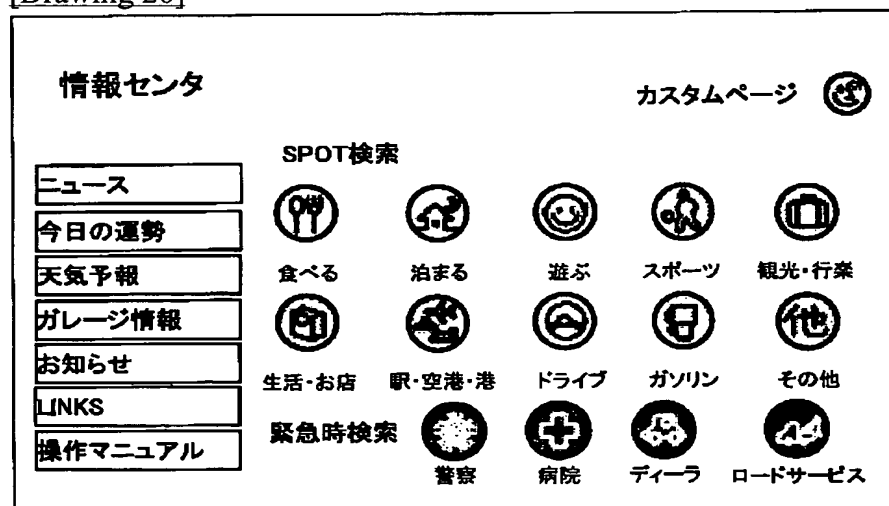 [Drawing 20]
情報センタ
カスタムページ
SPOT検索
ニュース
今日の運勢
天気予報
ガレージ情報
お知らせ
LINKS
操作マニュアル
食べる 泊まる 遊ぶ スポーツ 観光・行楽
他
生活・お店 駅・空港・港 ドライブ ガソリン その他
緊急時検索
警察 病院 ディーラ ロードサービス